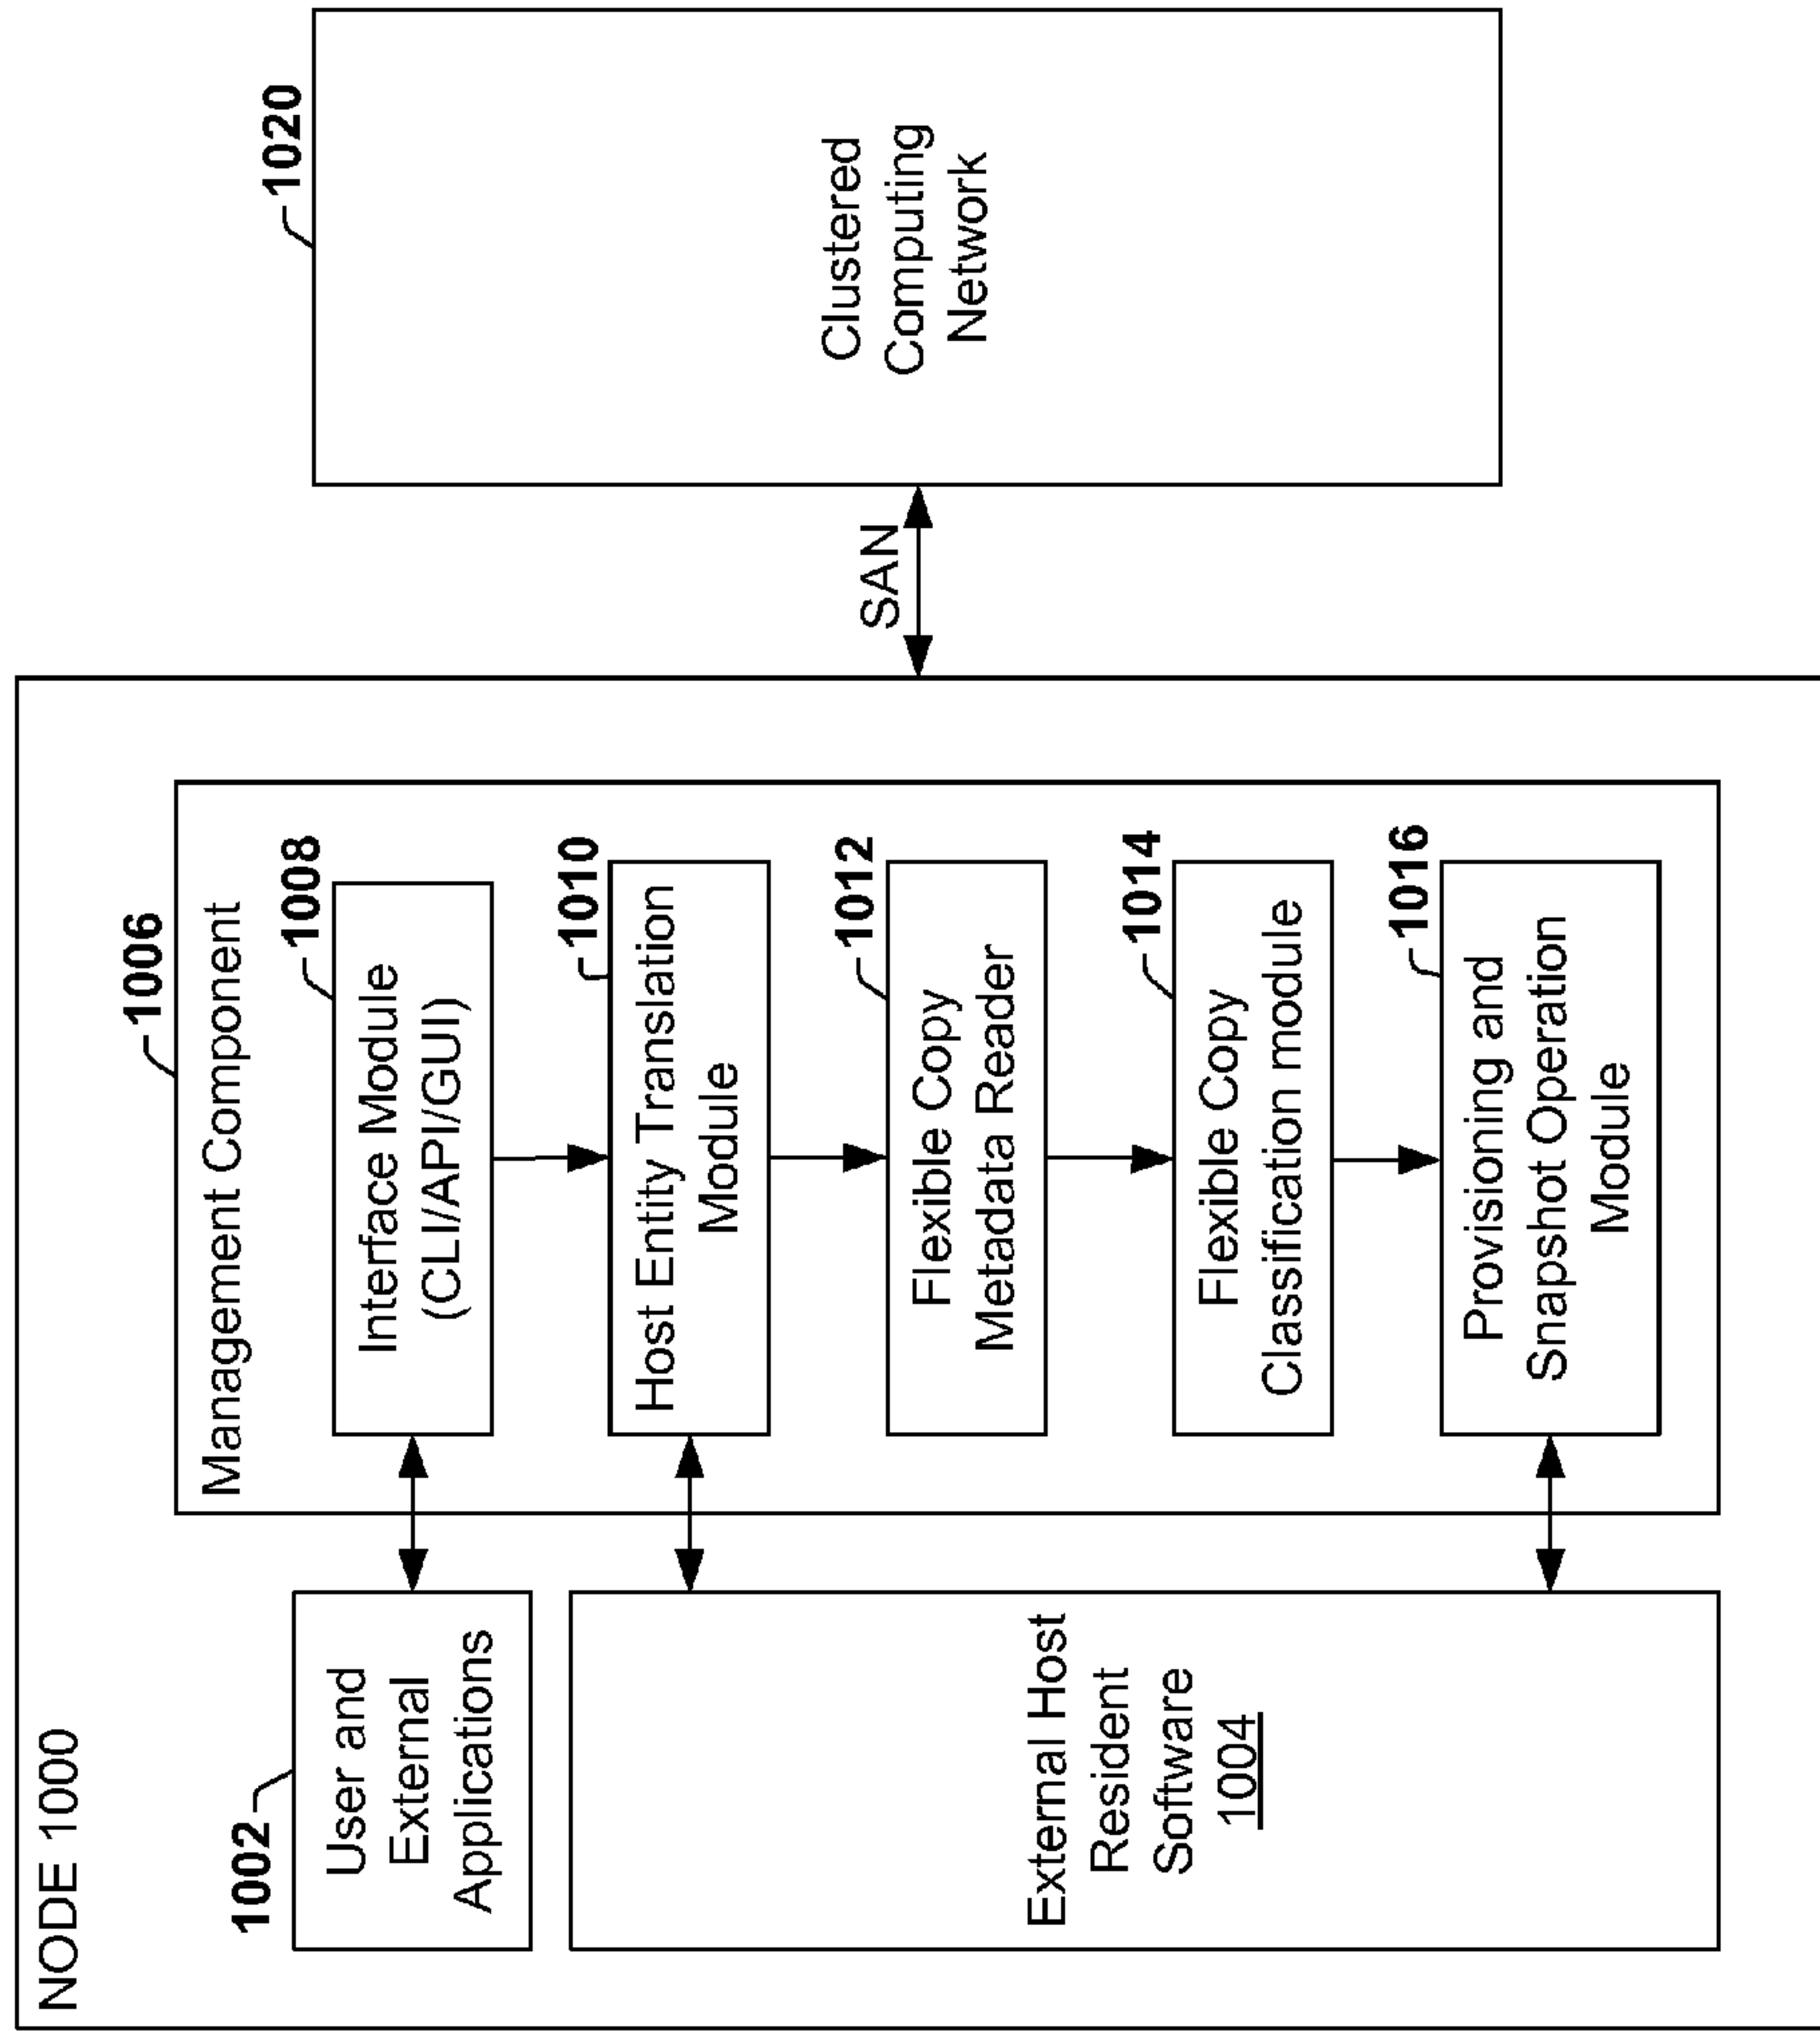 NODE 1000
1002
User and
External
Applications
External Host
Resident
Software
1004
1006
Management Component
1008
Interface Module
(CLI/API/GUI)
1010
Host Entity Translation
Module
1012
Flexible Copy
Metadata Reader
1014
Flexible Copy
Classification module
1016
Provisioning and
Snapshot Operation
Module
SAN
1020
Clustered
Computing
Network